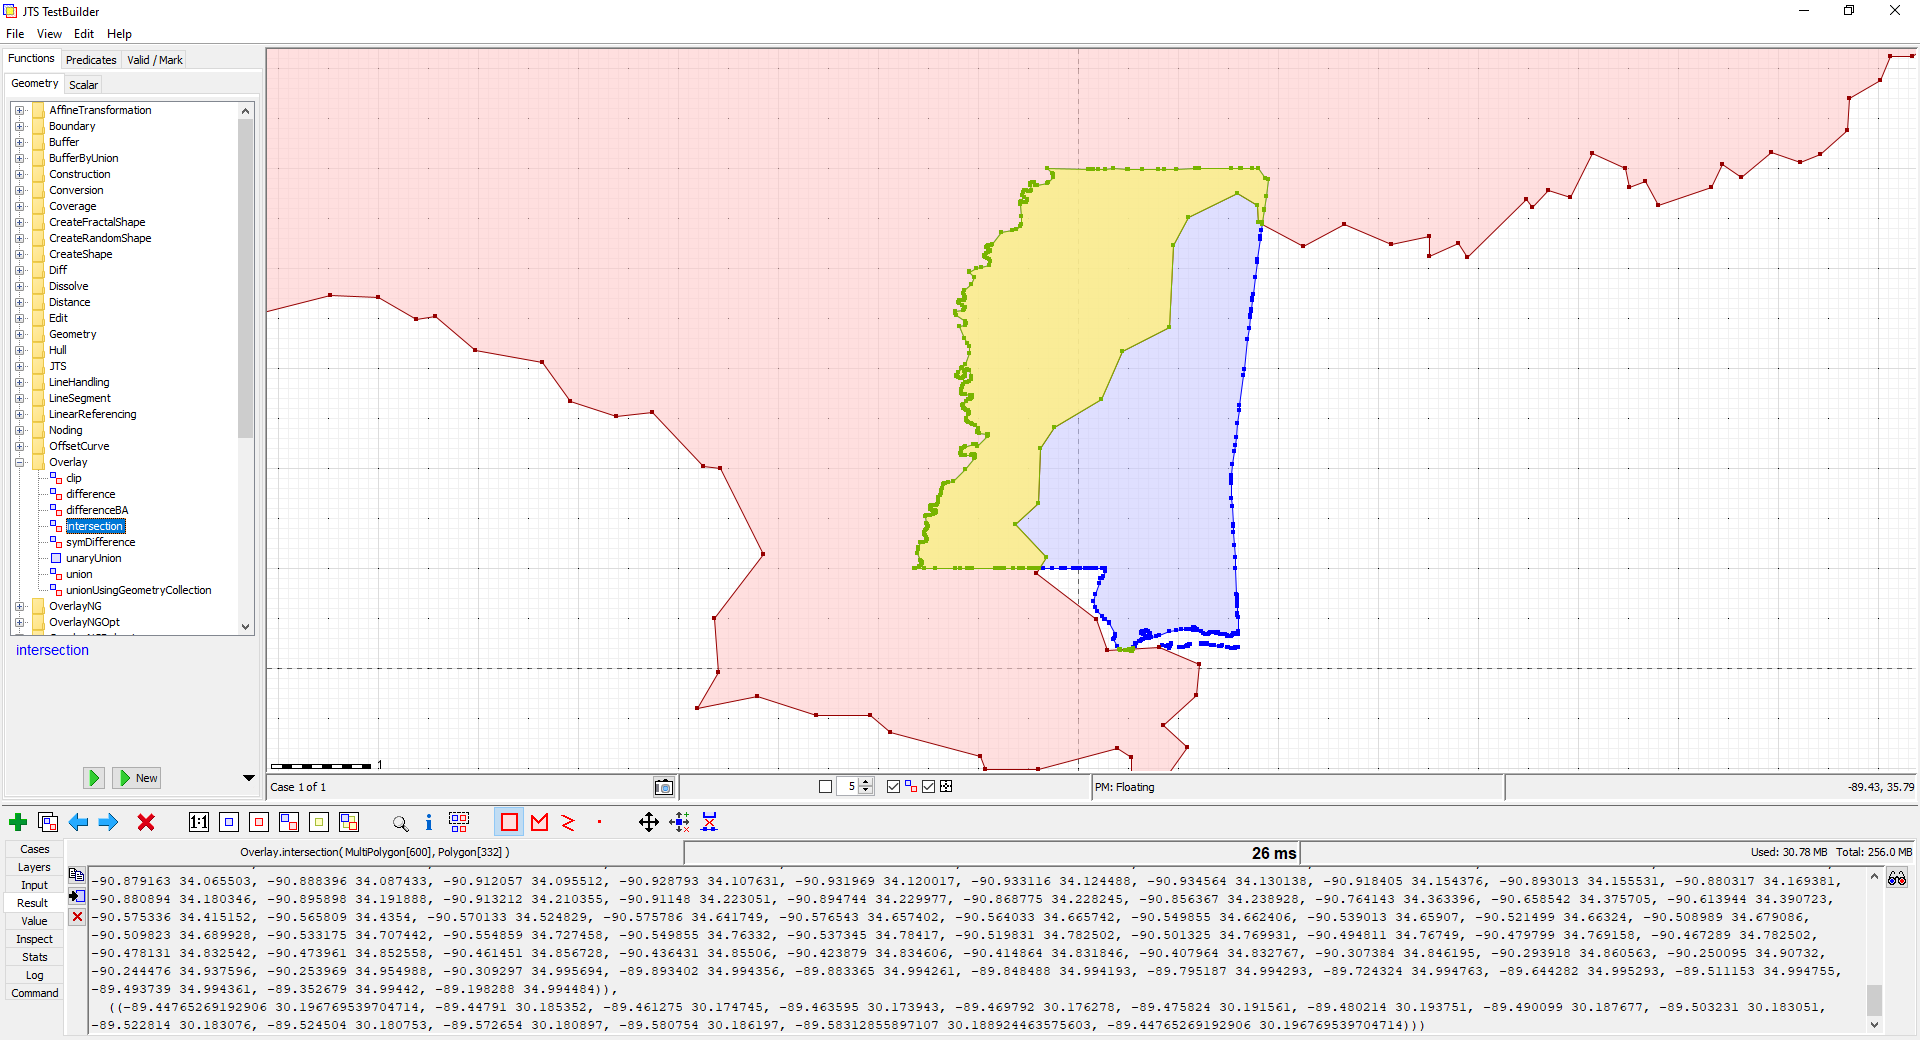 JTS TestBuilder
File View Edit Help
Functions Predicates Valid / Mark
Geometry Scalar
AffineTransformation
Boundary
Buffer
BufferByUnion
Construction
Conversion
Coverage
CreateFractalShape
CreateRandomShape
CreateShape
Diff
Dissolve
Distance
Edit
Geometry
Hull
JTS
LineHandling
LineSegment
LinearReferencing
Noding
OffsetCurve
Overlay
clip
difference
differenceBA
intersection
symDifference
unaryUnion
union
unionUsingGeometryCollection
OverlayNG
OverlayNGOpt
intersection
New
1
Case 1 of 1
5
PM: Floating
-89.43, 35.79
1:1
Cases
Layers
Input
Result
Value
Inspect
Stats
Log
Command
Overlay.intersection( MultiPolygon[600], Polygon[332] )
26 ms
Used: 30.78 MB Total: 256.0 MB
-90.879163 34.065503, -90.888396 34.087433, -90.912057 34.095512, -90.928793 34.107631, -90.931969 34.120017, -90.933116 34.124488, -90.934564 34.130138, -90.918405 34.154376, -90.893013 34.155531, -90.880317 34.169381,
-90.880894 34.180346, -90.895898 34.191888, -90.913212 34.210355, -90.91148 34.223051, -90.894744 34.229977, -90.868775 34.228245, -90.856367 34.238928, -90.764143 34.363396, -90.658542 34.375705, -90.613944 34.390723,
-90.575336 34.415152, -90.565809 34.4354, -90.570133 34.524829, -90.575786 34.641749, -90.576543 34.657402, -90.564033 34.665742, -90.549855 34.662406, -90.539013 34.65907, -90.521499 34.66324, -90.508989 34.679086,
-90.509823 34.689928, -90.533175 34.707442, -90.554859 34.727458, -90.549855 34.76332, -90.537345 34.78417, -90.519831 34.782502, -90.501325 34.769931, -90.494811 34.76749, -90.479799 34.769158, -90.467289 34.782502,
-90.478131 34.832542, -90.473961 34.852558, -90.461451 34.856728, -90.436431 34.85506, -90.423879 34.834606, -90.414864 34.831846, -90.407964 34.832767, -90.307384 34.846195, -90.293918 34.860563, -90.250095 34.90732,
-90.244476 34.937596, -90.253969 34.954988, -90.309297 34.995694, -89.893402 34.994356, -89.883365 34.994261, -89.848488 34.994193, -89.795187 34.994293, -89.724324 34.994763, -89.644282 34.995293, -89.511153 34.994755,
-89.493739 34.994361, -89.352679 34.99442, -89.198288 34.994484)),
((-89.44765269192906 30.196769539704714, -89.44791 30.185352, -89.461275 30.174745, -89.463595 30.173943, -89.469792 30.176278, -89.475824 30.191561, -89.480214 30.193751, -89.490099 30.187677, -89.503231 30.183051,
-89.522814 30.183076, -89.524504 30.180753, -89.572654 30.180897, -89.580754 30.186197, -89.58312855897107 30.188924463575603, -89.44765269192906 30.196769539704714)))